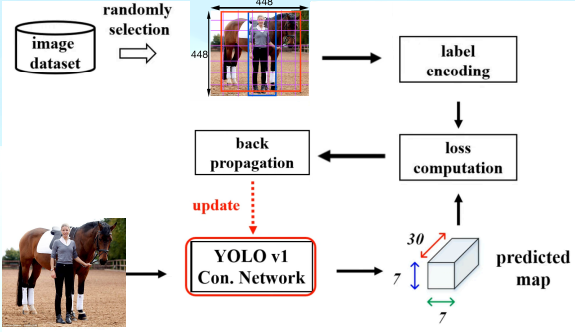 randomly
selection
448
image
dataset
448
label
encoding
back
propagation
loss
computation
update
YOLO v1
Con. Network
30
7
7
predicted
map